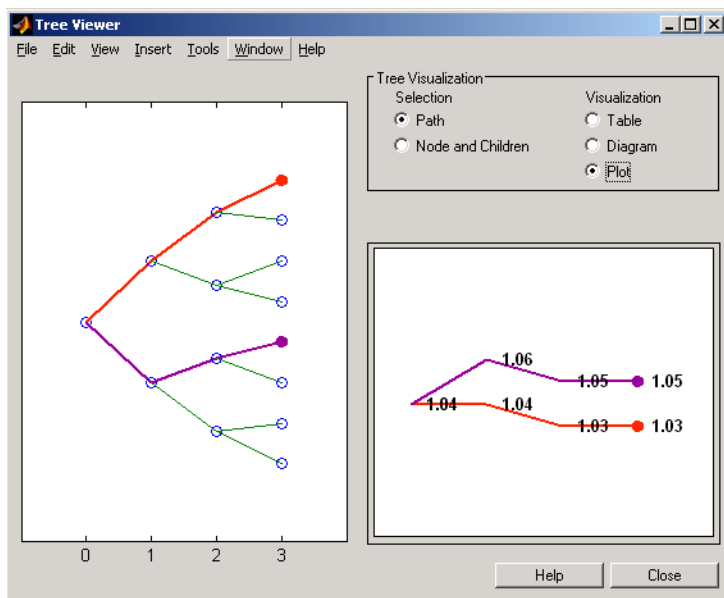 Tree Viewer
File Edit View Insert Tools Window Help
Tree Visualization
Selection
Visualization
Path
Table
Node and Children
Diagram
Plot
1.06
1.05 1.05
1.04 1.04
1.03 1.03
0 1 2 3
Help Close